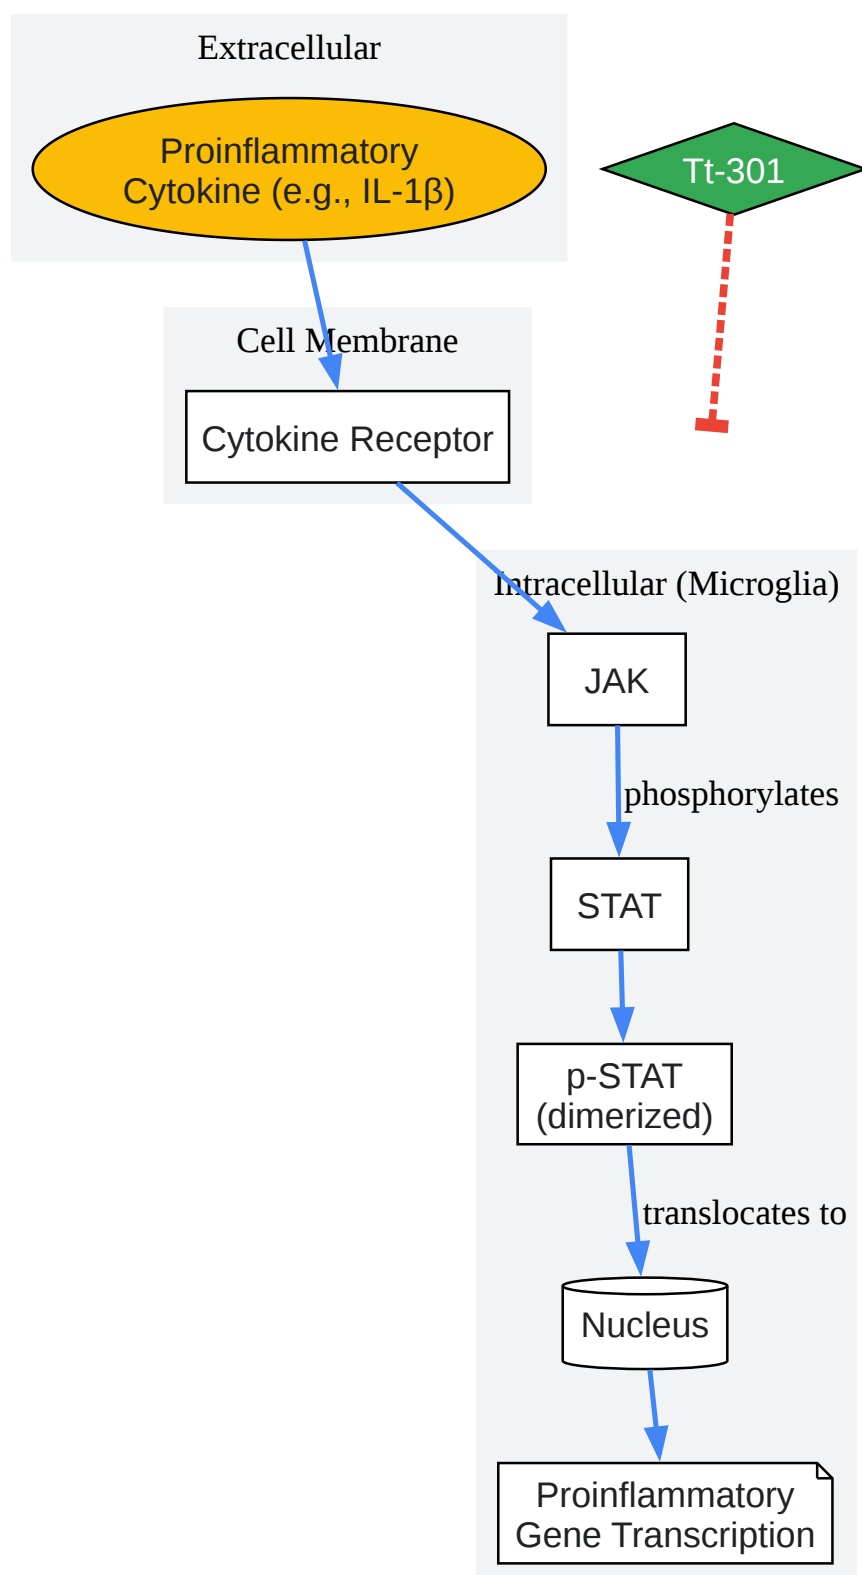 Extracellular
Proinflammatory
Cytokine (e.g., IL-1β)
Tt-301
Cell Membrane
Cytokine Receptor
Intracellular (Microglia)
JAK
phosphorylates
STAT
p-STAT
(dimerized)
translocates to
Nucleus
Proinflammatory
Gene Transcription